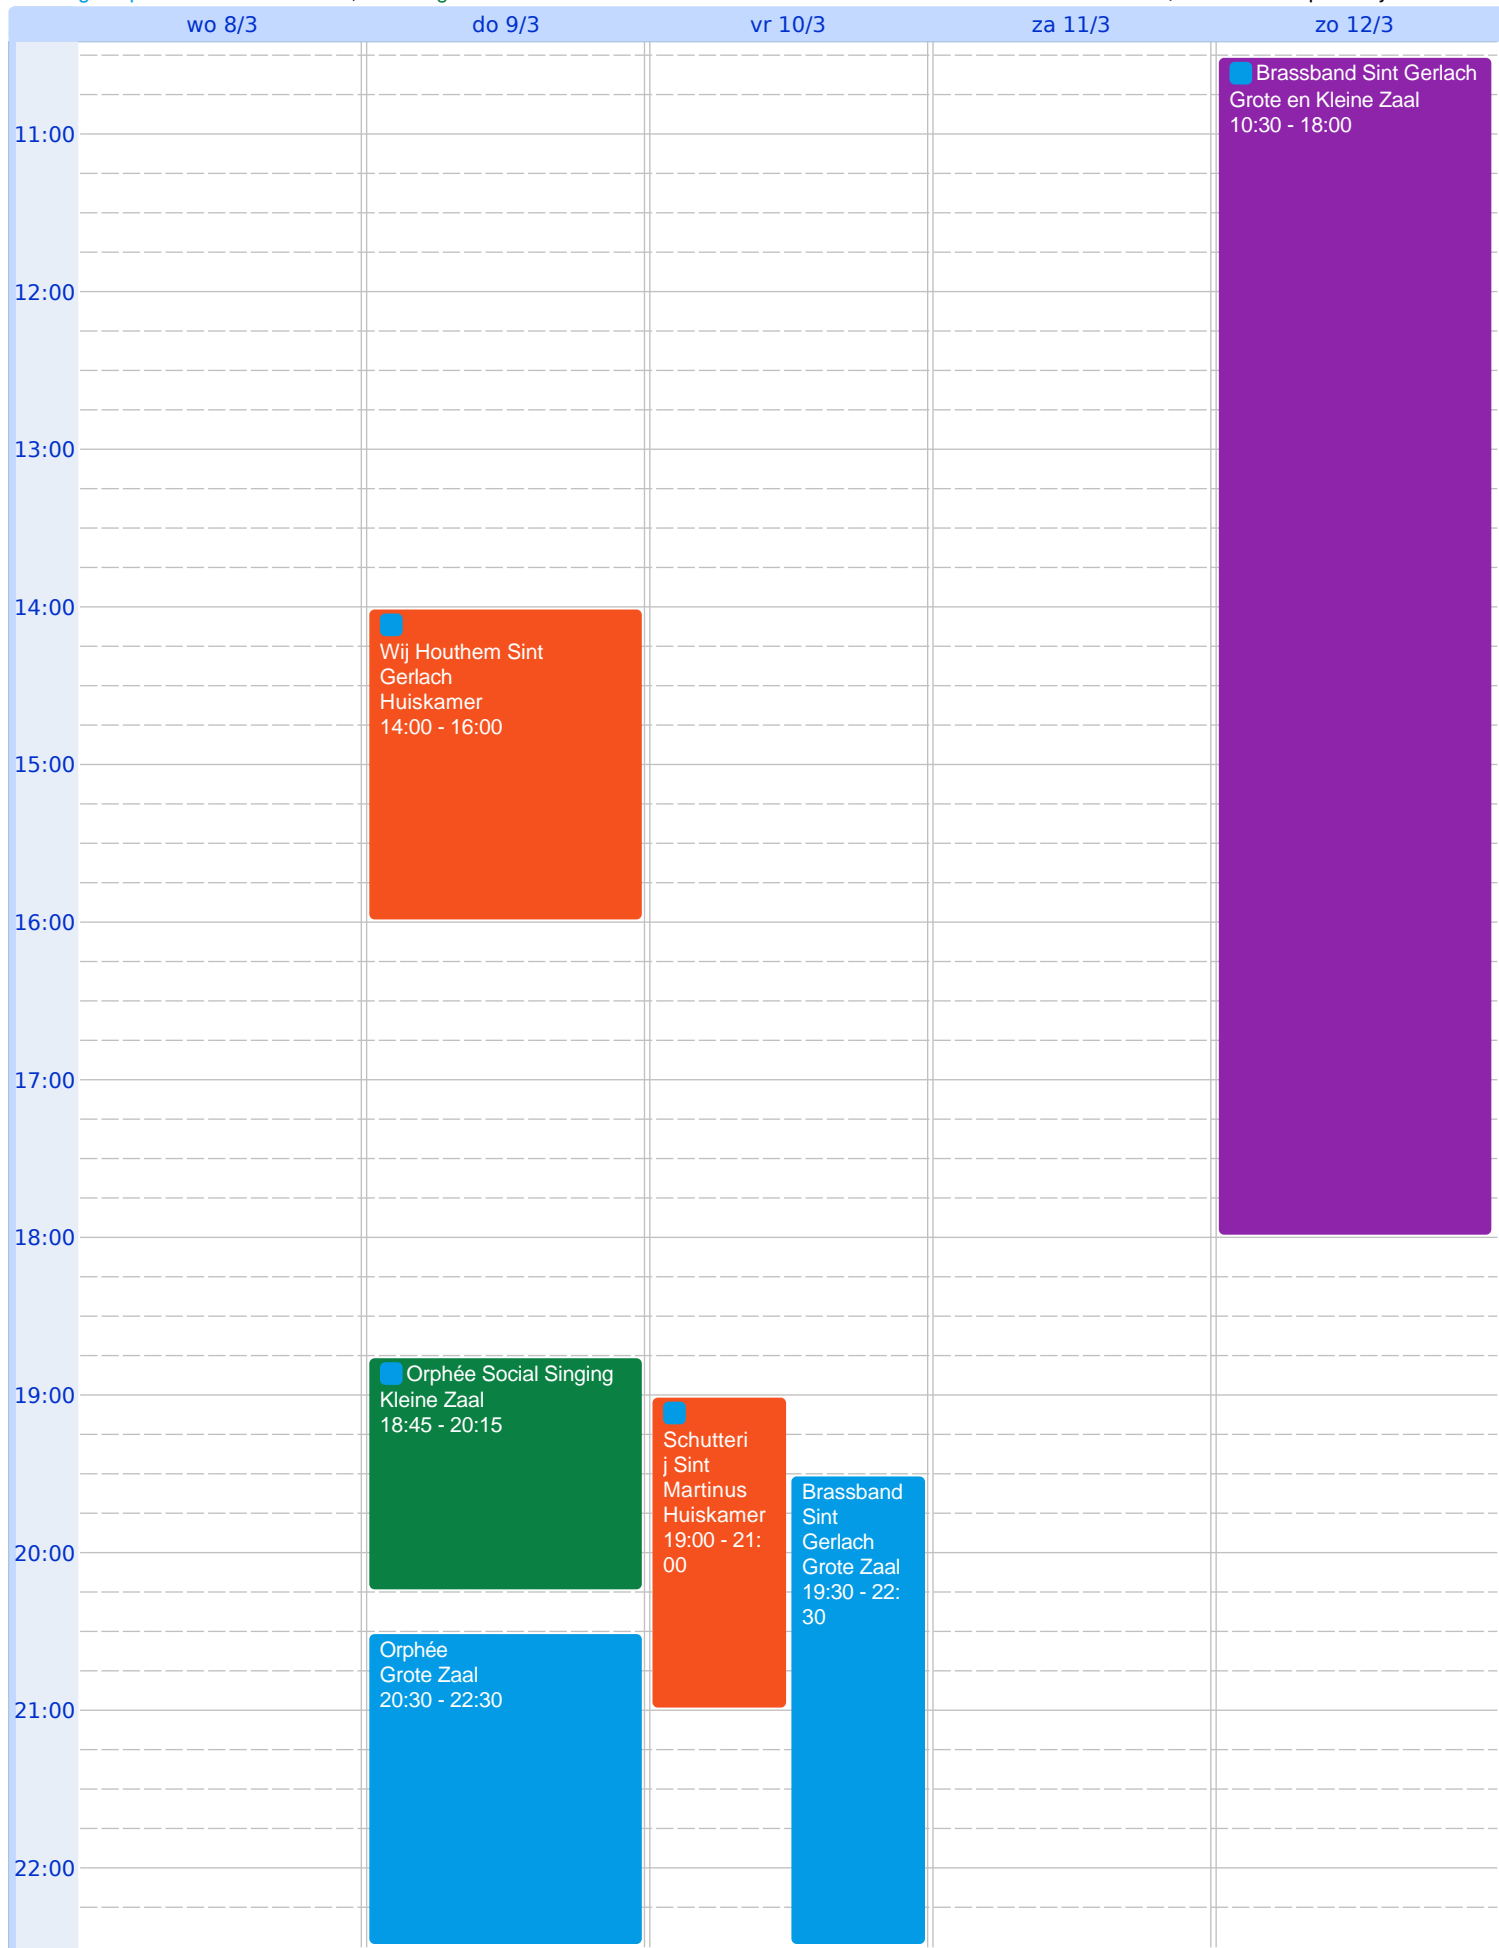 wo 8/3
do 9/3
vr 10/3
za 11/3
zo 12/3
11:00
12:00
13:00
14:00
15:00
16:00
17:00
18:00
19:00
20:00
21:00
22:00
Wij Houthem Sint
Gerlach
Huiskamer
14:00 - 16:00
Orphée Social Singing
Kleine Zaal
18:45 - 20:15
Orphée
Grote Zaal
20:30 - 22:30
Schutteri
j Sint
Martinus
Huiskamer
19:00 - 21:
00
Brassband
Sint
Gerlach
Grote Zaal
19:30 - 22:
30
Brassband Sint Gerlach
Grote en Kleine Zaal
10:30 - 18:00